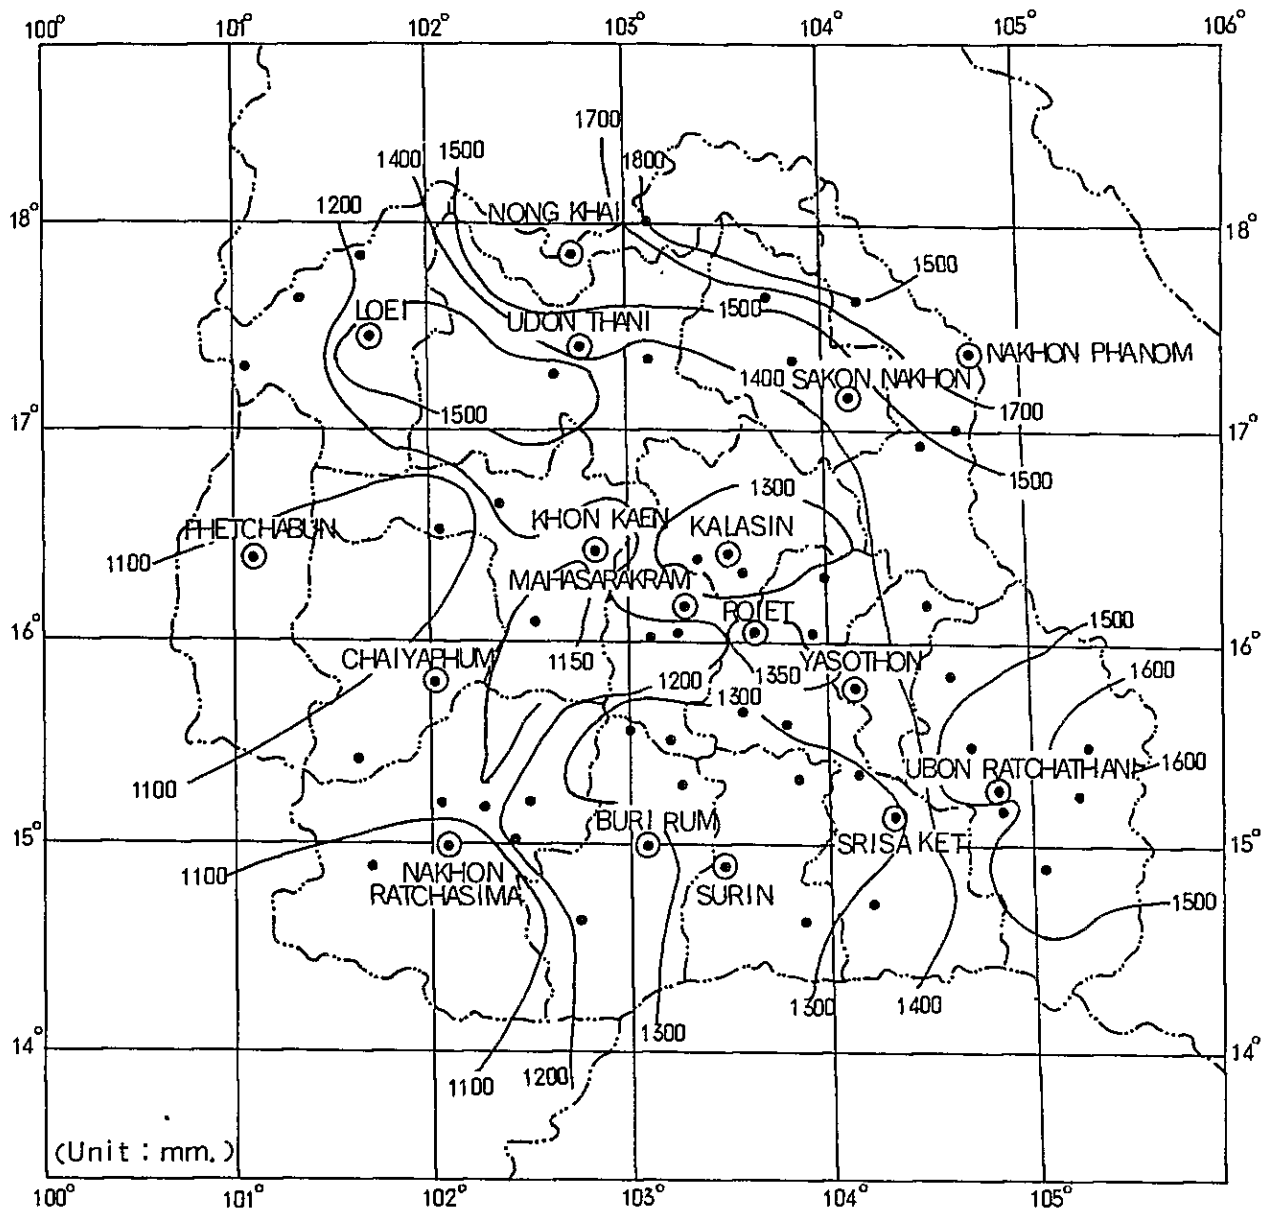 100° 101° 102° 103° 104° 105° 106°
1700
1400 1500 1800
1200
NONG KHAI
18° 18°
1500
LOEI UDON THANI 1500
NAKHON PHANOM
1400 SAKON NAKHON
1500 1700
17° 17°
1300 1500
KHON KAEN KALASIN
PHETCHABUN
1100
MAHASARAKRAM
ROIET
16° 1500 16°
CHAIYAPHUM 1150 1350 YASOTHON
1200 1600
1300
UBON RATCHATHANI 1600
1100
15° BURI RUM 15°
SRISA KET
1100 NAKHON
RATCHASIMA SURIN
1500
1300 1400
1300
14° 14°
1100 1200
(Unit : mm.)
100° 101° 102° 103° 104° 105°